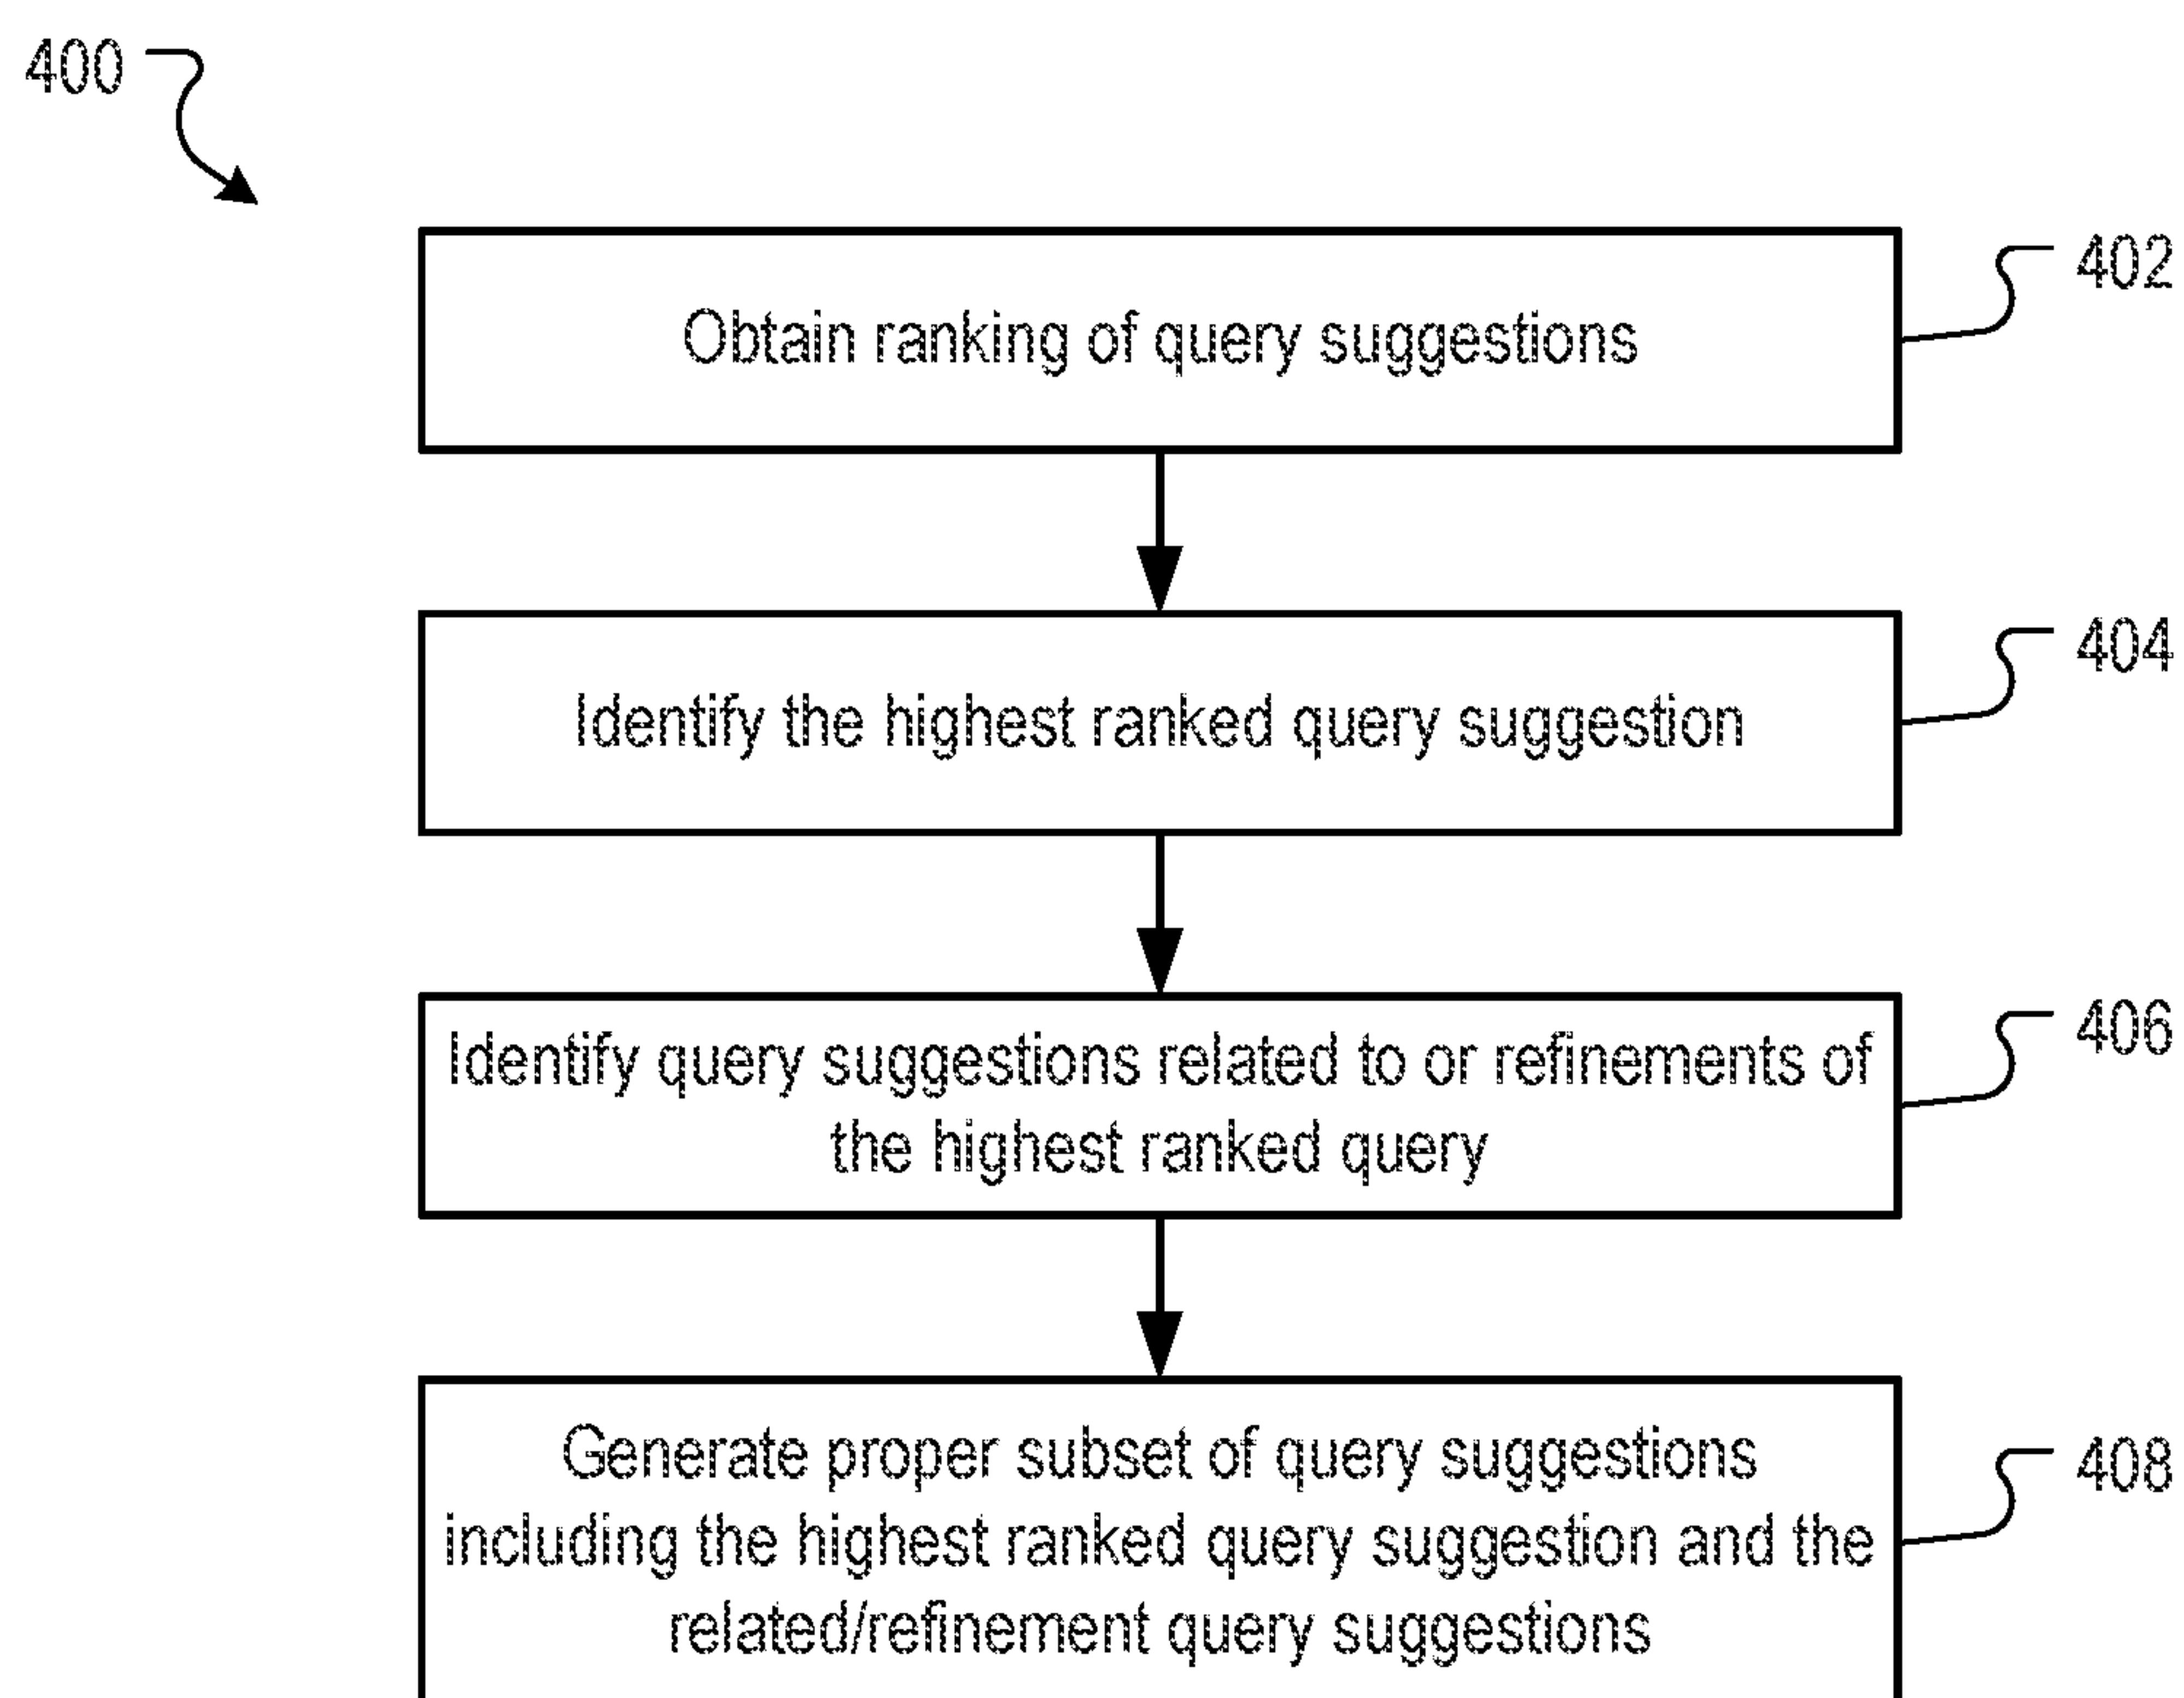 400
Obtain ranking of query suggestions
402
Identify the highest ranked query suggestion
404
Identify query suggestions related to or refinements of
the highest ranked query
406
Generate proper subset of query suggestions
including the highest ranked query suggestion and the
related/refinement query suggestions
408